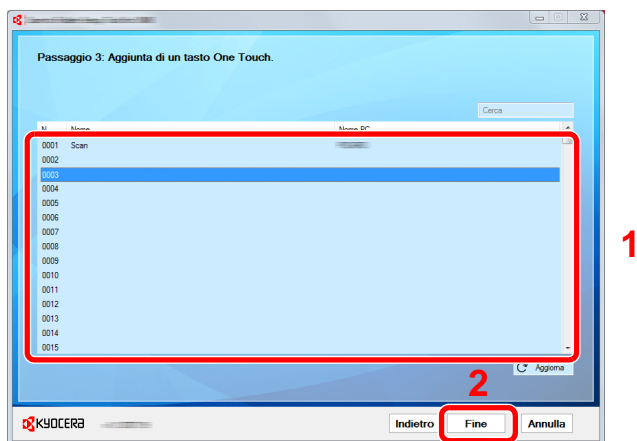 Passaggio 3: Aggiunta di un tasto One Touch.
Cerca
N. Nome Nome PC
0001 Scan
0002
0003
0004
0005
0006
0007
0008
0009
0010
0011
0012
0013
0014
0015
1
Aggiorna
2
KYOCERA
Indietro Fine Annulla